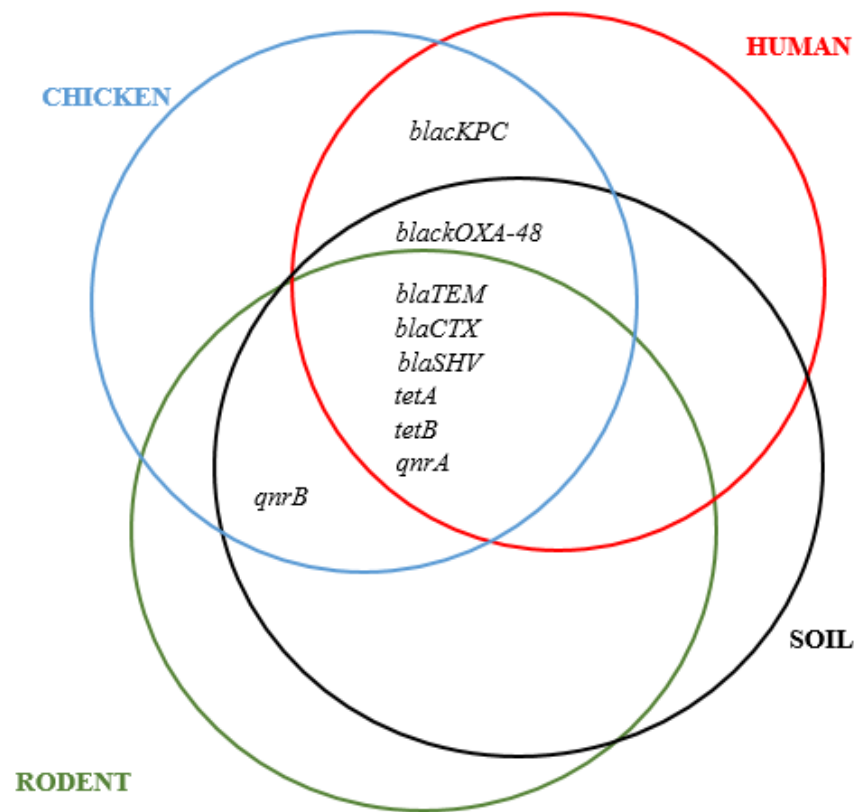 HUMAN
CHICKEN
blacKPC
blackOXA-48
blaTEM
blaCTX
blaSHV
tetA
tetB
qnrA
qnrB
SOIL
RODENT